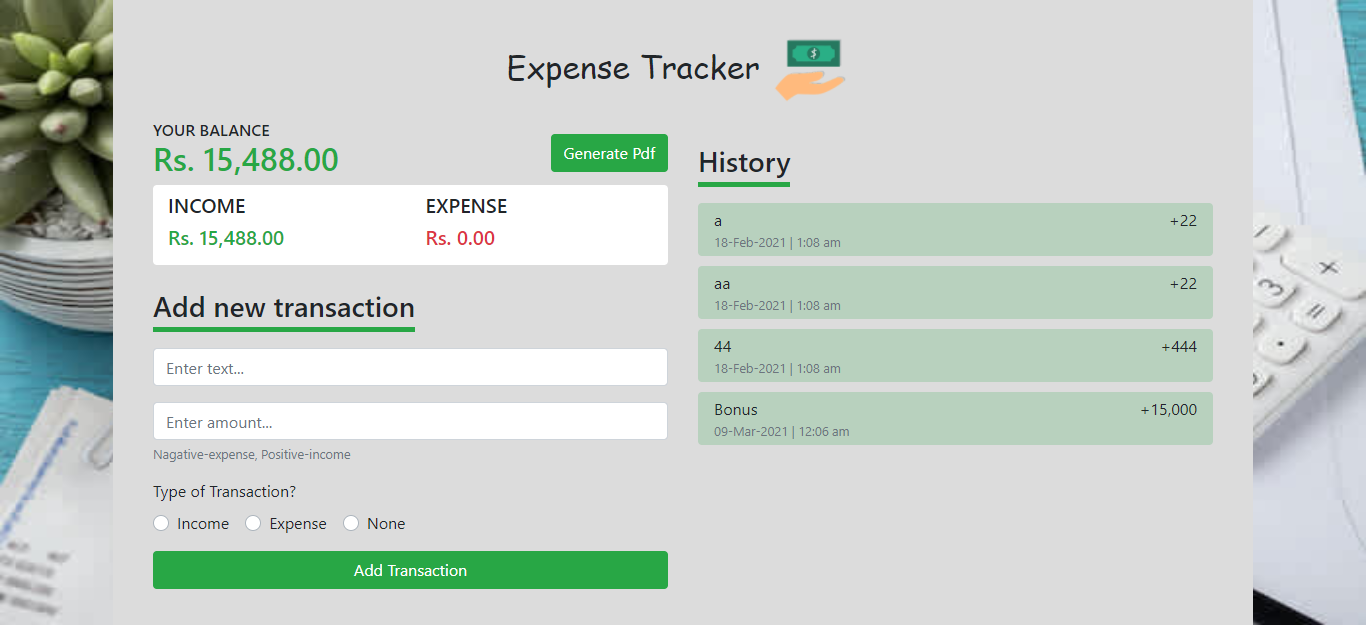 Expense Tracker
YOUR BALANCE
Rs. 15,488.00
Generate Pdf
INCOME
EXPENSE
Rs. 15,488.00
Rs. 0.00
Add new transaction
Enter text...
Enter amount...
Nagative-expense, Positive-income
Type of Transaction?
Income
Expense
None
Add Transaction
History
a
+22
18-Feb-2021 | 1:08 am
aa
+22
18-Feb-2021 | 1:08 am
44
+444
18-Feb-2021 | 1:08 am
Bonus
+15,000
09-Mar-2021 | 12:06 am